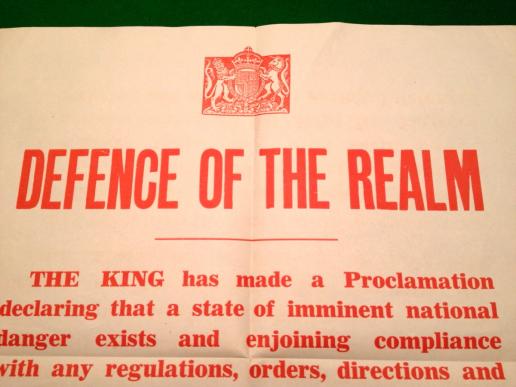 DEFENCE OF THE REALM
THE KING has made a Proclamation
declaring that a state of imminent national
danger exists and enjoining compliance
with any regulations, orders, directions and